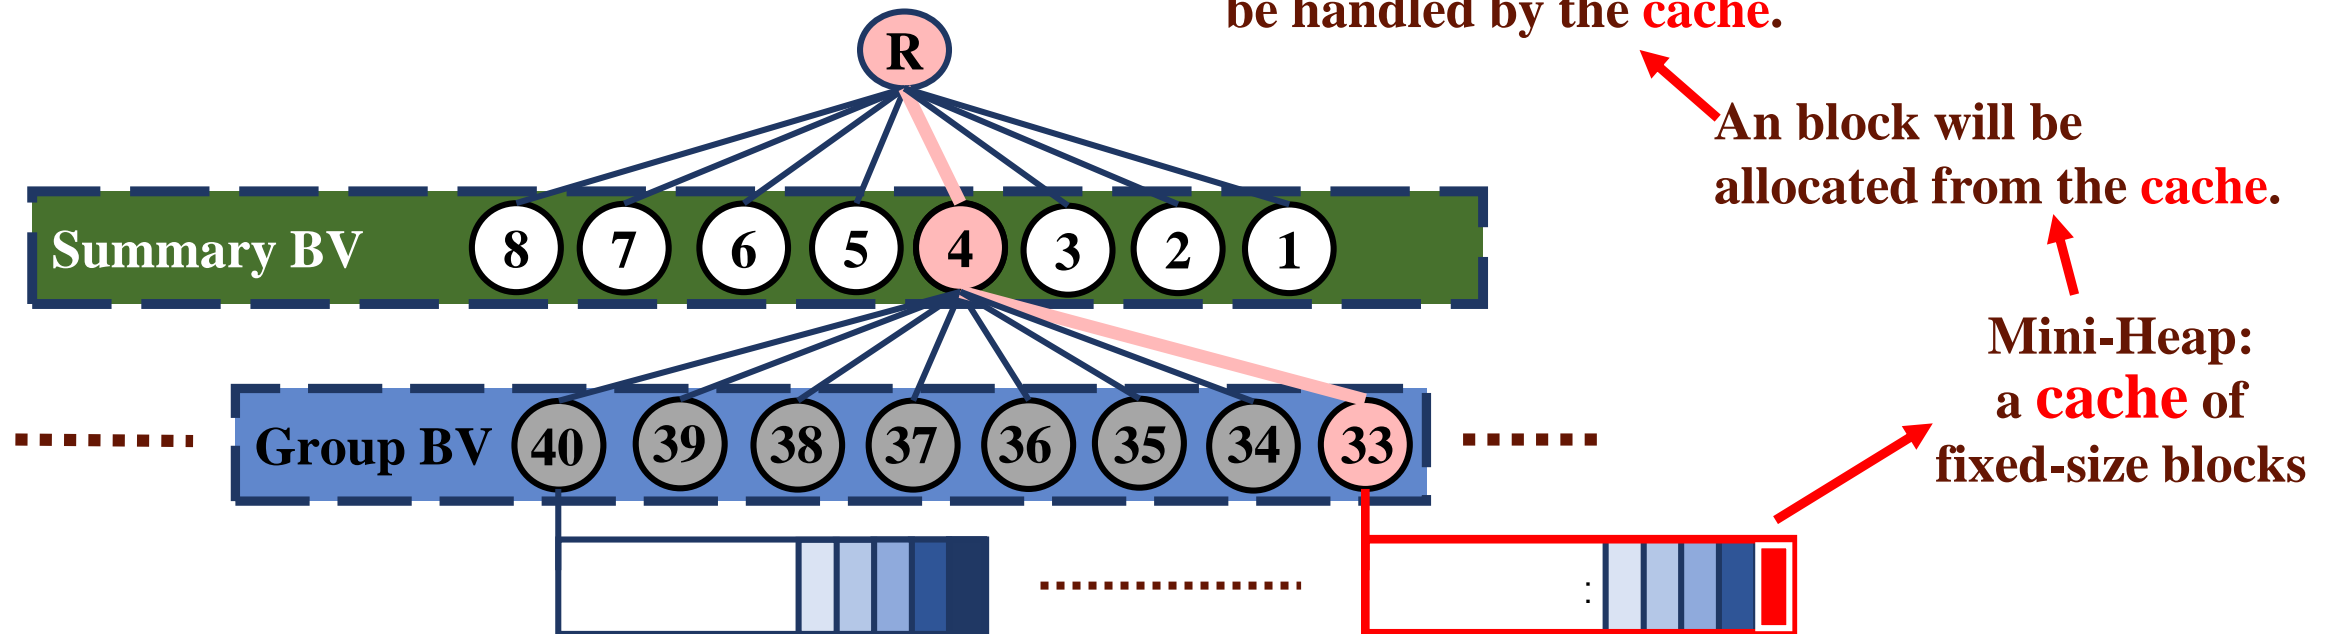 be handled by the cache.
R
An block will be
allocated from the cache.
Summary BV 8 7 6 5 4 3 2 1
Mini-Heap:
a cache of
fixed-size blocks
Group BV 40 39 38 37 36 35 34 33
: